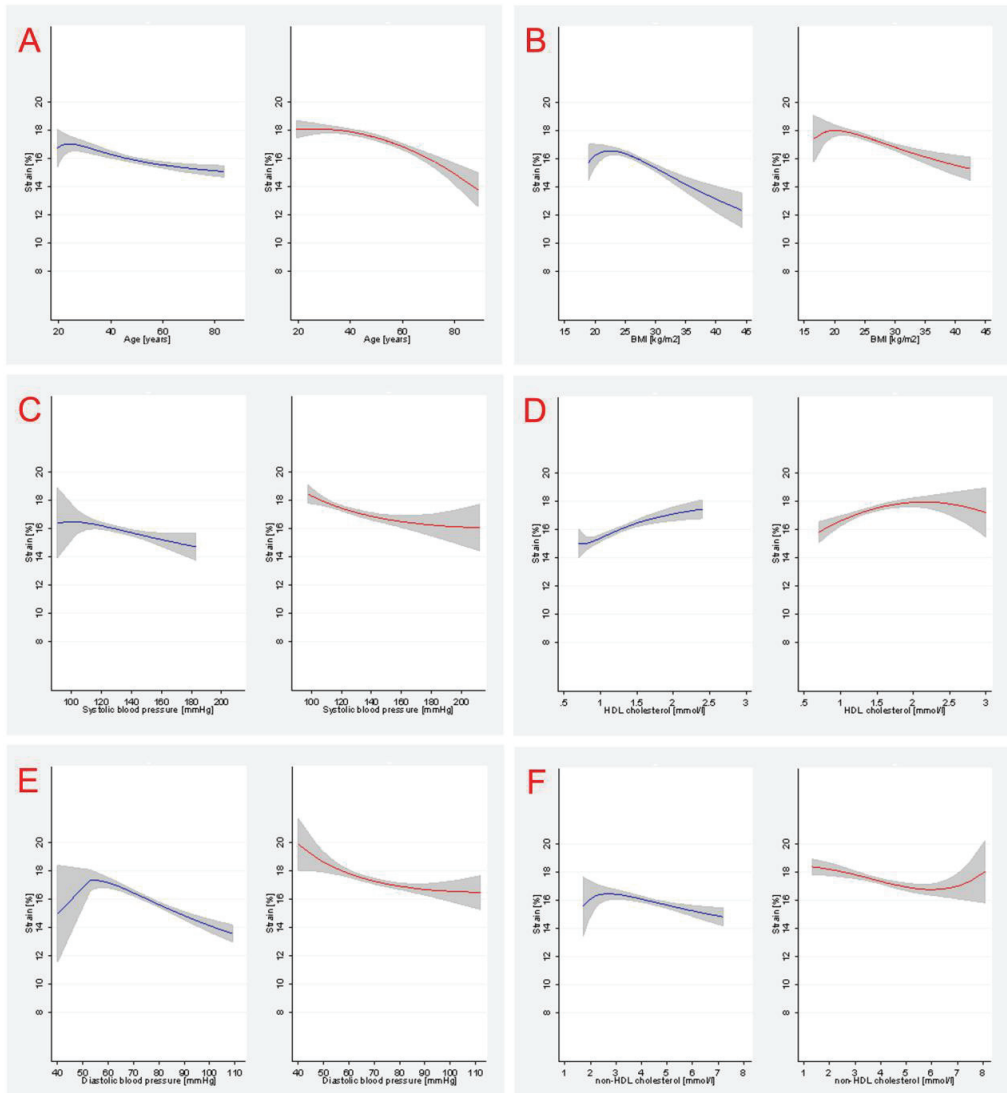 A
Strain [%]
8 10 12 14 16 18 20
20 40 60 80
Age [years]
Strain [%]
8 10 12 14 16 18 20
20 40 60 80
Age [years]
B
Strain [%]
8 10 12 14 16 18 20
15 20 25 30 35 40 45
BMI [kg/m2]
Strain [%]
8 10 12 14 16 18 20
15 20 25 30 35 40 45
BMI [kg/m2]
C
Strain [%]
8 10 12 14 16 18 20
100 120 140 160 180 200
Systolic blood pressure [mmHg]
Strain [%]
8 10 12 14 16 18 20
100 120 140 160 180 200
Systolic blood pressure [mmHg]
D
Strain [%]
8 10 12 14 16 18 20
.5 1 1.5 2 2.5 3
HDL cholesterol [mmol/l]
Strain [%]
8 10 12 14 16 18 20
.5 1 1.5 2 2.5 3
HDL cholesterol [mmol/l]
E
Strain [%]
8 10 12 14 16 18 20
40 50 60 70 80 90 100 110
Diastolic blood pressure [mmHg]
Strain [%]
8 10 12 14 16 18 20
40 50 60 70 80 90 100 110
Diastolic blood pressure [mmHg]
F
Strain [%]
8 10 12 14 16 18 20
1 2 3 4 5 6 7 8
non-HDL cholesterol [mmol/l]
Strain [%]
8 10 12 14 16 18 20
1 2 3 4 5 6 7 8
non-HDL cholesterol [mmol/l]